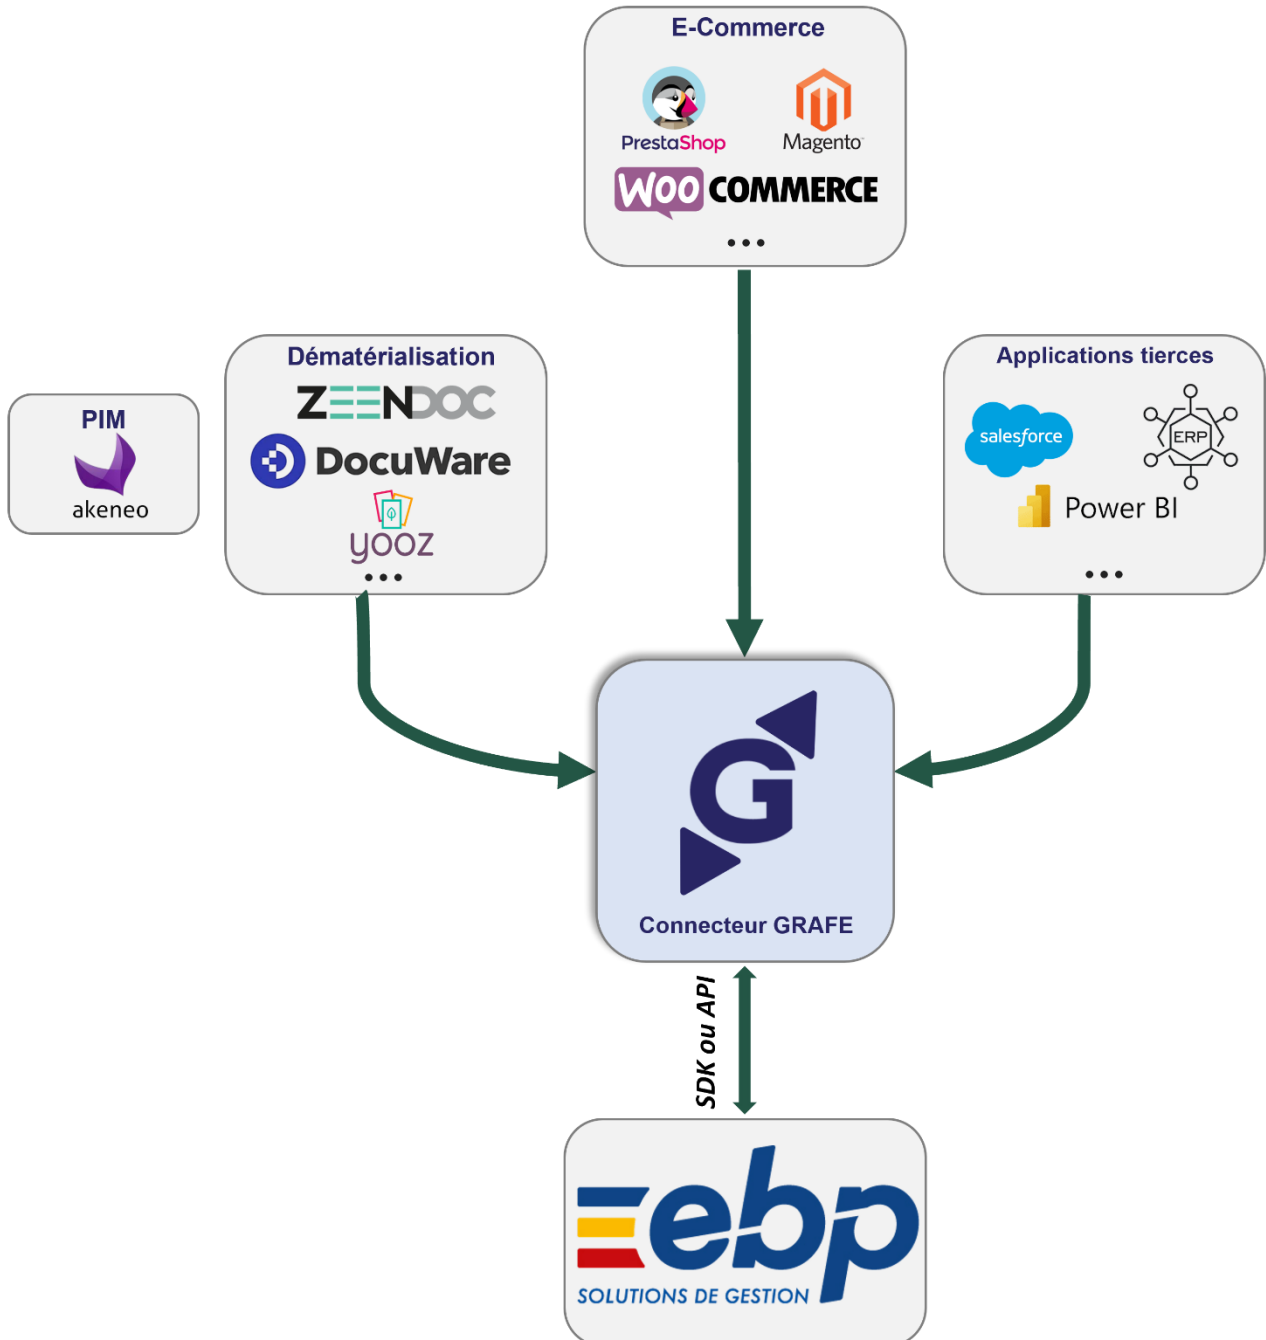 E-Commerce
PrestaShop
Magento
WOO COMMERCE
...
Dématérialisation
ZEENDOC
DocuWare
yooz
...
PIM
akeneo
Applications tierces
salesforce
ERP
Power BI
...
G
Connecteur GRAFE
SDK ou API
ebp
SOLUTIONS DE GESTION